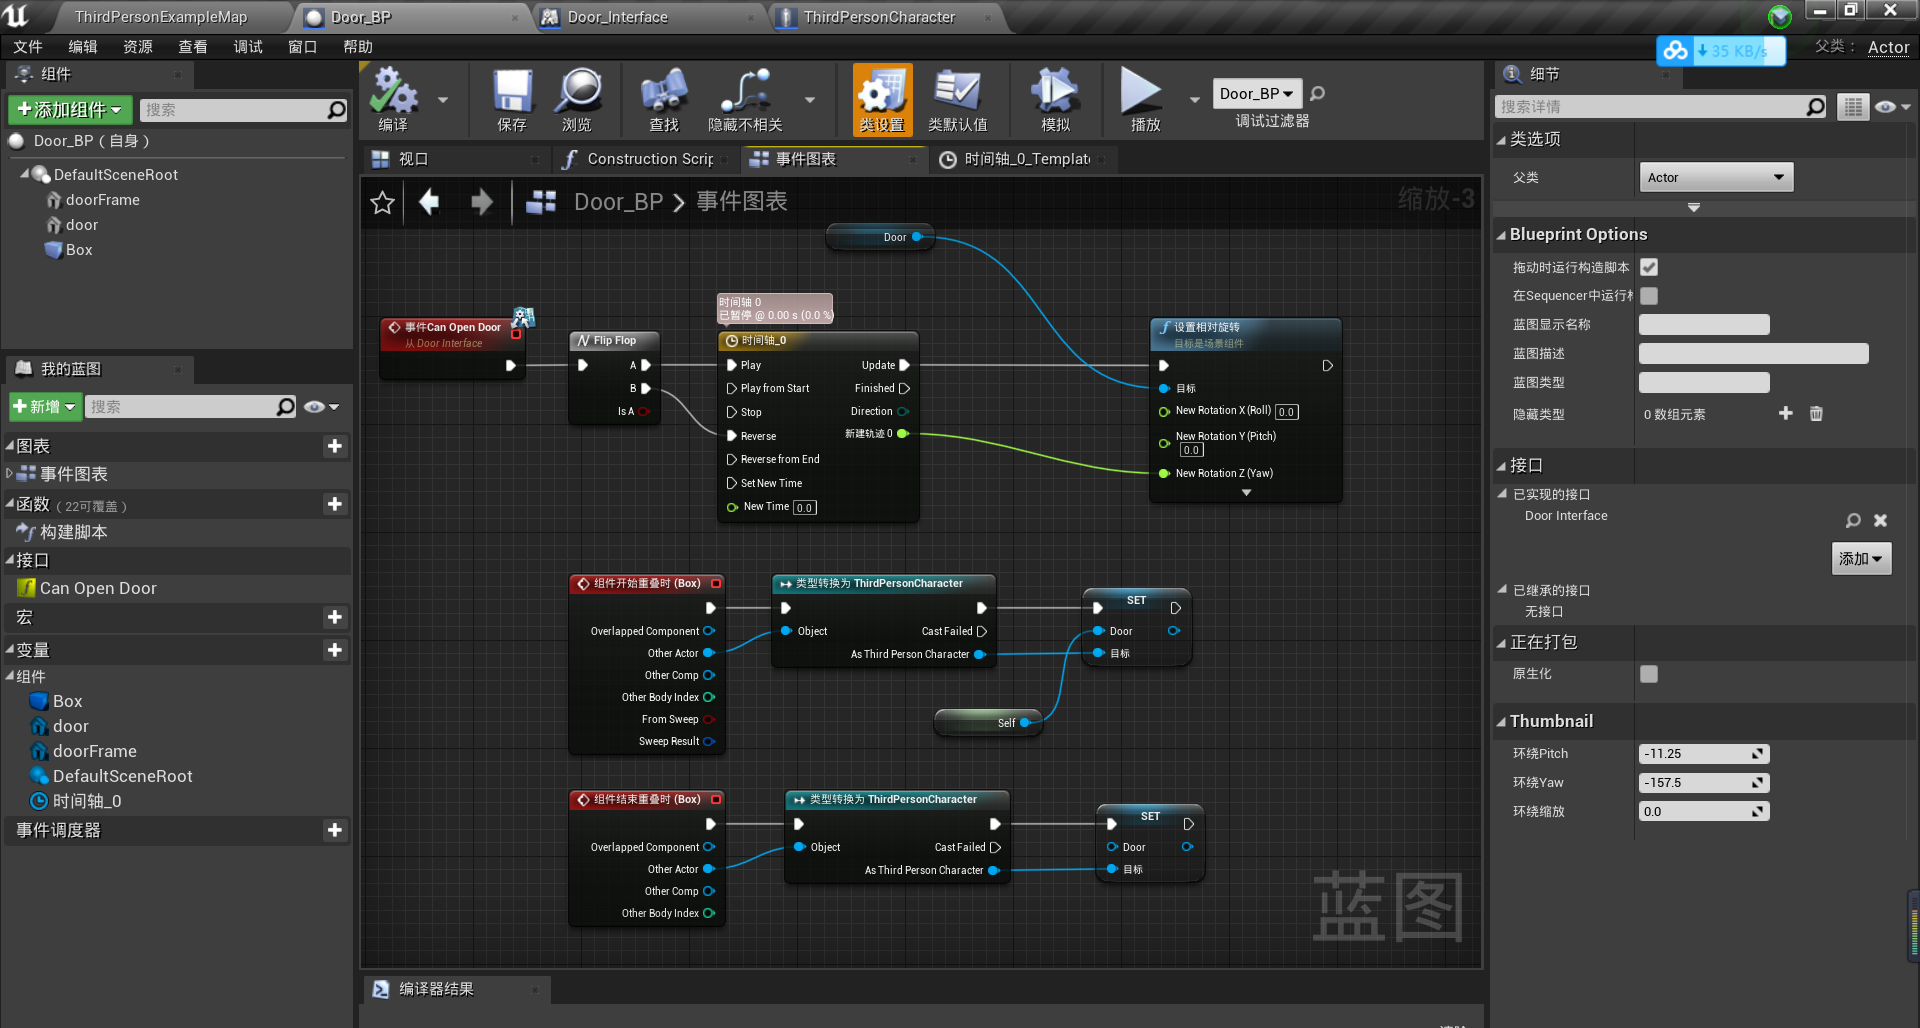 ThirdPersonExampleMap
Door_BP
Door_Interface
ThirdPersonCharacter
文件 编辑 资源 查看 调试 窗口 帮助
35 KB/s
父类： Actor
组件
添加组件
搜索
Door_BP（自身）
DefaultSceneRoot
doorFrame
door
Box
我的蓝图
新增
搜索
图表
事件图表
函数（22可覆盖）
构建脚本
接口
Can Open Door
宏
变量
组件
Box
door
doorFrame
DefaultSceneRoot
时间轴_0
事件调度器
编译
保存
浏览
查找
隐藏不相关
类设置
类默认值
模拟
播放
Door_BP
调试过滤器
视口
Construction Scrip
事件图表
时间轴_0_Templat
Door_BP > 事件图表
缩放-3
Door
事件Can Open Door
从 Door Interface
Flip Flop
A
B
Is A
时间轴 0
已暂停 @ 0.00 s (0.0 %)
时间轴_0
Play
Play from Start
Stop
Reverse
Reverse from End
Set New Time
New Time 0.0
Update
Finished
Direction
新建轨迹 0
设置相对旋转
目标是场景组件
目标
New Rotation X (Roll) 0.0
New Rotation Y (Pitch)
0.0
New Rotation Z (Yaw)
组件开始重叠时 (Box)
Overlapped Component
Other Actor
Other Comp
Other Body Index
From Sweep
Sweep Result
类型转换为 ThirdPersonCharacter
Object
Cast Failed
As Third Person Character
SET
Door
目标
Self
组件结束重叠时 (Box)
Overlapped Component
Other Actor
Other Comp
Other Body Index
类型转换为 ThirdPersonCharacter
Object
Cast Failed
As Third Person Character
SET
Door
目标
蓝图
编译器结果
细节
搜索详情
类选项
父类 Actor
Blueprint Options
拖动时运行构造脚本
在Sequencer中运行
蓝图显示名称
蓝图描述
蓝图类型
隐藏类型 0 数组元素
接口
已实现的接口
Door Interface
添加
已继承的接口
无接口
正在打包
原生化
Thumbnail
环绕Pitch -11.25
环绕Yaw -157.5
环绕缩放 0.0